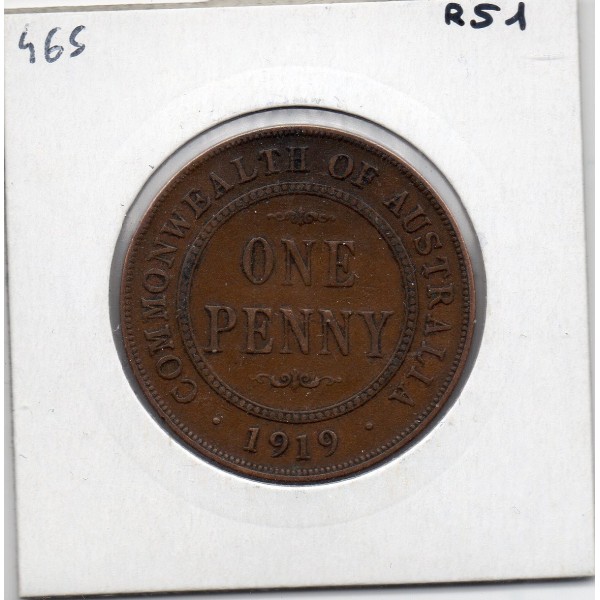 465
R51
COMMONWEALTH OF AUSTRALIA
ONE
PENNY
· 1919 ·